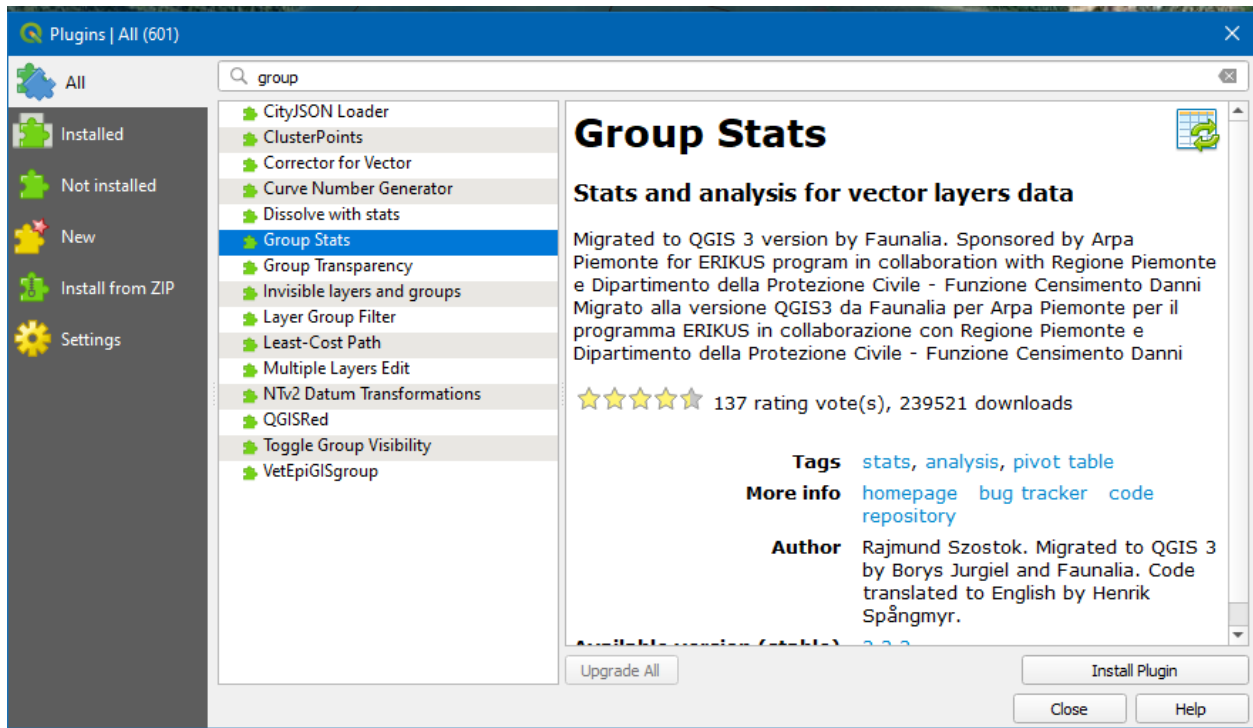 Plugins | All (601)
All
Installed
Not installed
New
Install from ZIP
Settings
group
CityJSON Loader
ClusterPoints
Corrector for Vector
Curve Number Generator
Dissolve with stats
Group Stats
Group Transparency
Invisible layers and groups
Layer Group Filter
Least-Cost Path
Multiple Layers Edit
NTv2 Datum Transformations
QGISRed
Toggle Group Visibility
VetEpiGISgroup
Group Stats
Stats and analysis for vector layers data
Migrated to QGIS 3 version by Faunalia. Sponsored by Arpa
Piemonte for ERIKUS program in collaboration with Regione Piemonte
e Dipartimento della Protezione Civile - Funzione Censimento Danni
Migrato alla versione QGIS3 da Faunalia per Arpa Piemonte per il
programma ERIKUS in collaborazione con Regione Piemonte e
Dipartimento della Protezione Civile - Funzione Censimento Danni
137 rating vote(s), 239521 downloads
Tags stats, analysis, pivot table
More info homepage bug tracker code
repository
Author Rajmund Szostok. Migrated to QGIS 3
by Borys Jurgiel and Faunalia. Code
translated to English by Henrik
Spångmyr.
Available version (stable)
Upgrade All
Install Plugin
Close
Help